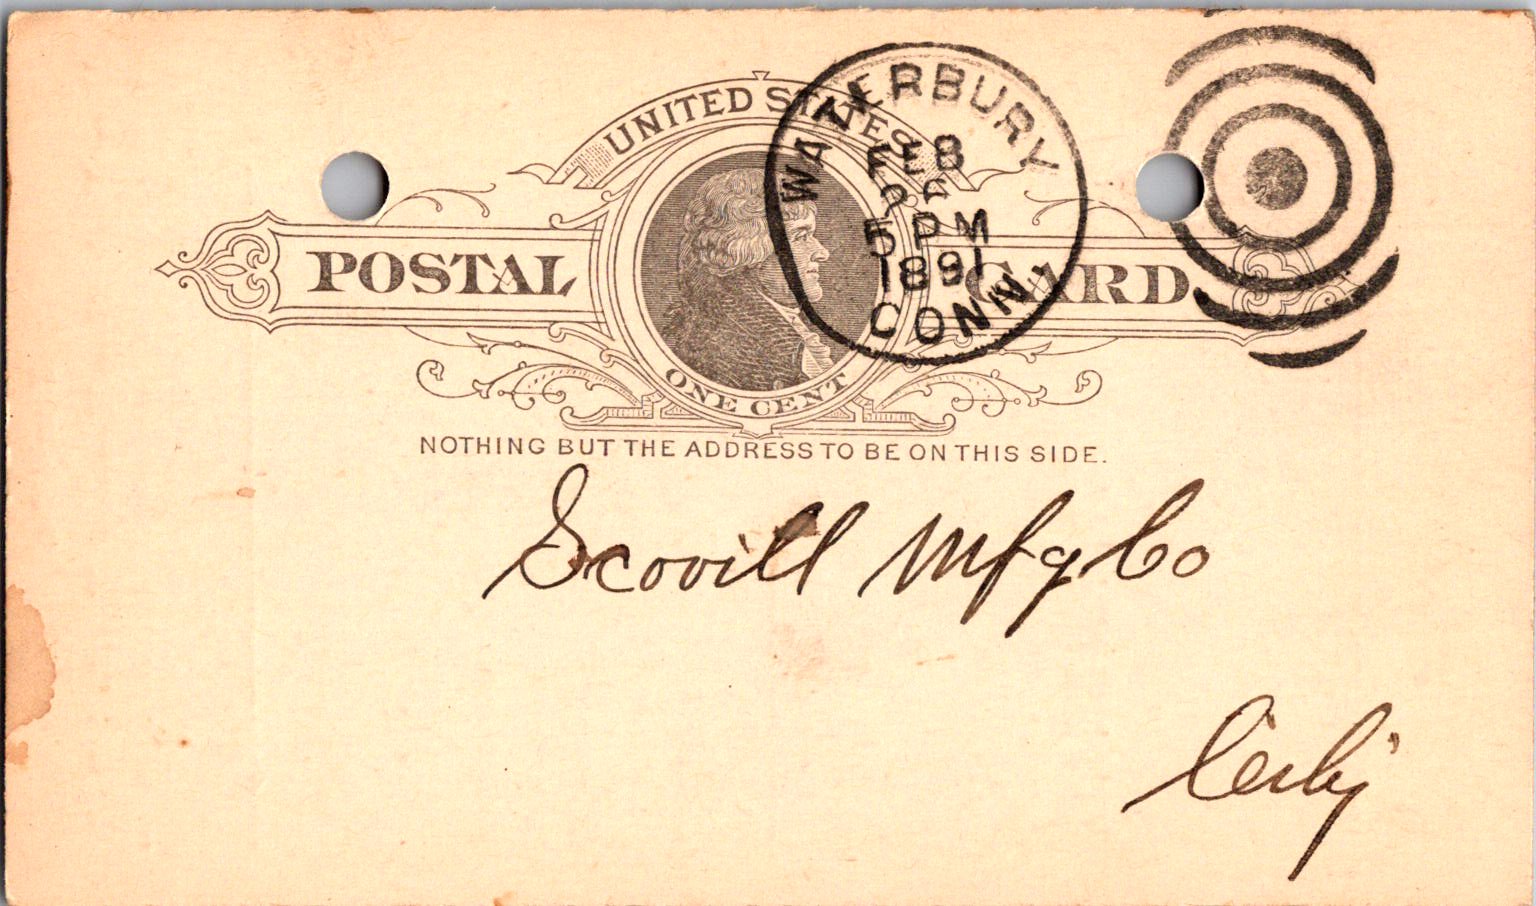 UNITED STATES
POSTAL CARD
ONE CENT
NOTHING BUT THE ADDRESS TO BE ON THIS SIDE.
WATERBURY
8
5 PM
1891
CONN
Scovill Mfg Co
City